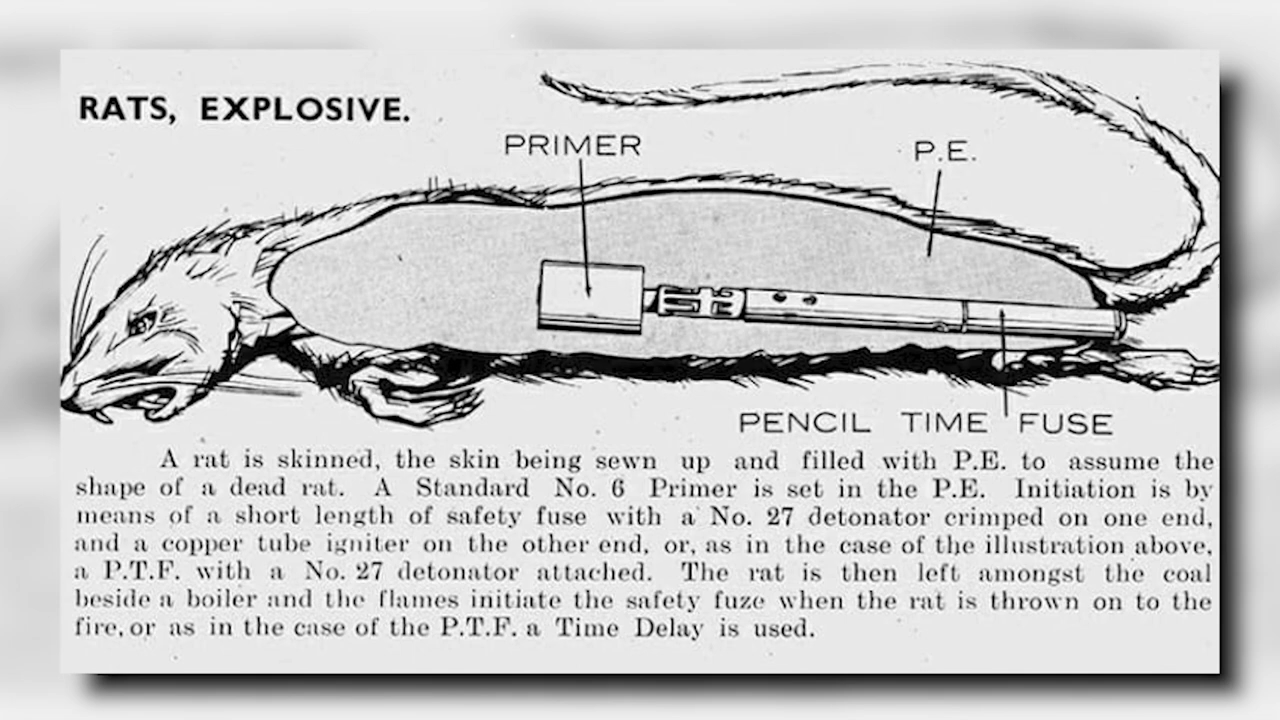 RATS, EXPLOSIVE.
PRIMER
P.E.
PENCIL TIME FUSE
A rat is skinned, the skin being sewn up and filled with P.E. to assume the
shape of a dead rat. A Standard No. 6 Primer is set in the P.E. Initiation is by
means of a short length of safety fuse with a No. 27 detonator crimped on one end,
and a copper tube igniter on the other end, or, as in the case of the illustration above,
a P.T.F. with a No. 27 detonator attached. The rat is then left amongst the coal
beside a boiler and the flames initiate the safety fuze when the rat is thrown on to the
fire, or as in the case of the P.T.F. a Time Delay is used.